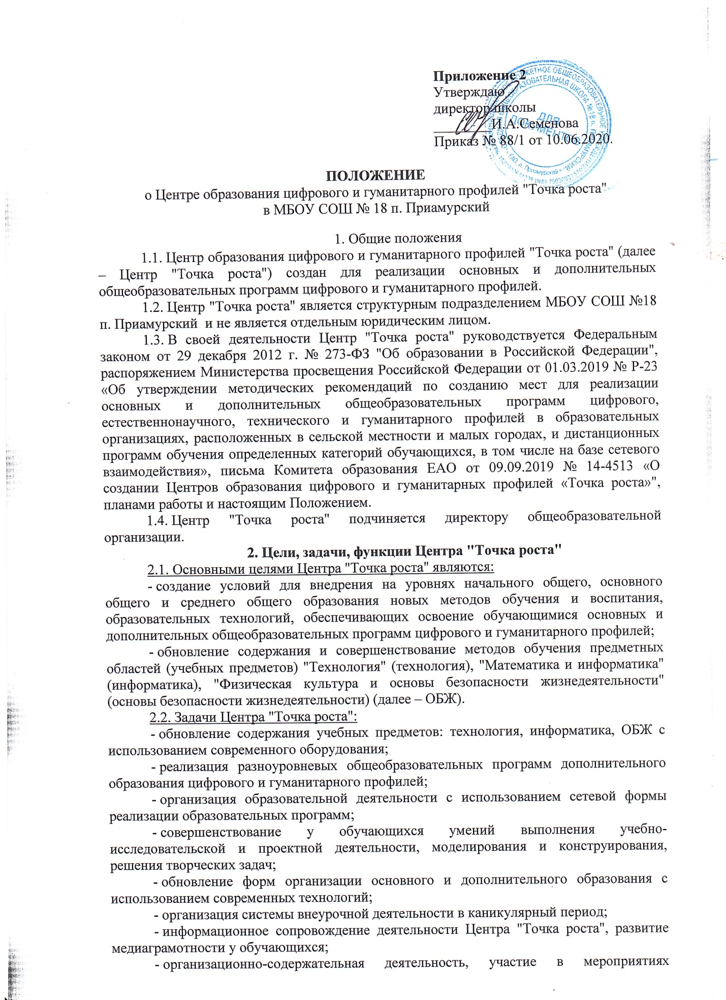 Приложение 2
Утверждаю
директор школы
________И.А.Семенова
Приказ № 88/1 от 10.06.2020.
ДЛЯ
ДОКУМЕНТОВ
ПОЛОЖЕНИЕ
о Центре образования цифрового и гуманитарного профилей "Точка роста"
в МБОУ СОШ № 18 п. Приамурский
1. Общие положения
1.1. Центр образования цифрового и гуманитарного профилей "Точка роста" (далее
– Центр "Точка роста") создан для реализации основных и дополнительных
общеобразовательных программ цифрового и гуманитарного профилей.
1.2. Центр "Точка роста" является структурным подразделением МБОУ СОШ №18
п. Приамурский и не является отдельным юридическим лицом.
1.3. В своей деятельности Центр "Точка роста" руководствуется Федеральным
законом от 29 декабря 2012 г. № 273-ФЗ "Об образовании в Российской Федерации",
распоряжением Министерства просвещения Российской Федерации от 01.03.2019 № Р-23
«Об утверждении методических рекомендаций по созданию мест для реализации
основных и дополнительных общеобразовательных программ цифрового,
естественнонаучного, технического и гуманитарного профилей в образовательных
организациях, расположенных в сельской местности и малых городах, и дистанционных
программ обучения определенных категорий обучающихся, в том числе на базе сетевого
взаимодействия», письма Комитета образования ЕАО от 09.09.2019 № 14-4513 «О
создании Центров образования цифрового и гуманитарных профилей «Точка роста»",
планами работы и настоящим Положением.
1.4. Центр "Точка роста" подчиняется директору общеобразовательной
организации.
2. Цели, задачи, функции Центра "Точка роста"
2.1. Основными целями Центра "Точка роста" являются:
- создание условий для внедрения на уровнях начального общего, основного
общего и среднего общего образования новых методов обучения и воспитания,
образовательных технологий, обеспечивающих освоение обучающимися основных и
дополнительных общеобразовательных программ цифрового и гуманитарного профилей;
- обновление содержания и совершенствование методов обучения предметных
областей (учебных предметов) "Технология" (технология), "Математика и информатика"
(информатика), "Физическая культура и основы безопасности жизнедеятельности"
(основы безопасности жизнедеятельности) (далее – ОБЖ).
2.2. Задачи Центра "Точка роста":
- обновление содержания учебных предметов: технология, информатика, ОБЖ с
использованием современного оборудования;
- реализация разноуровневых общеобразовательных программ дополнительного
образования цифрового и гуманитарного профилей;
- организация образовательной деятельности с использованием сетевой формы
реализации образовательных программ;
- совершенствование у обучающихся умений выполнения учебно-
исследовательской и проектной деятельности, моделирования и конструирования,
решения творческих задач;
- обновление форм организации основного и дополнительного образования с
использованием современных технологий;
- организация системы внеурочной деятельности в каникулярный период;
- информационное сопровождение деятельности Центра "Точка роста", развитие
медиаграмотности у обучающихся;
- организационно-содержательная деятельность, участие в мероприятиях